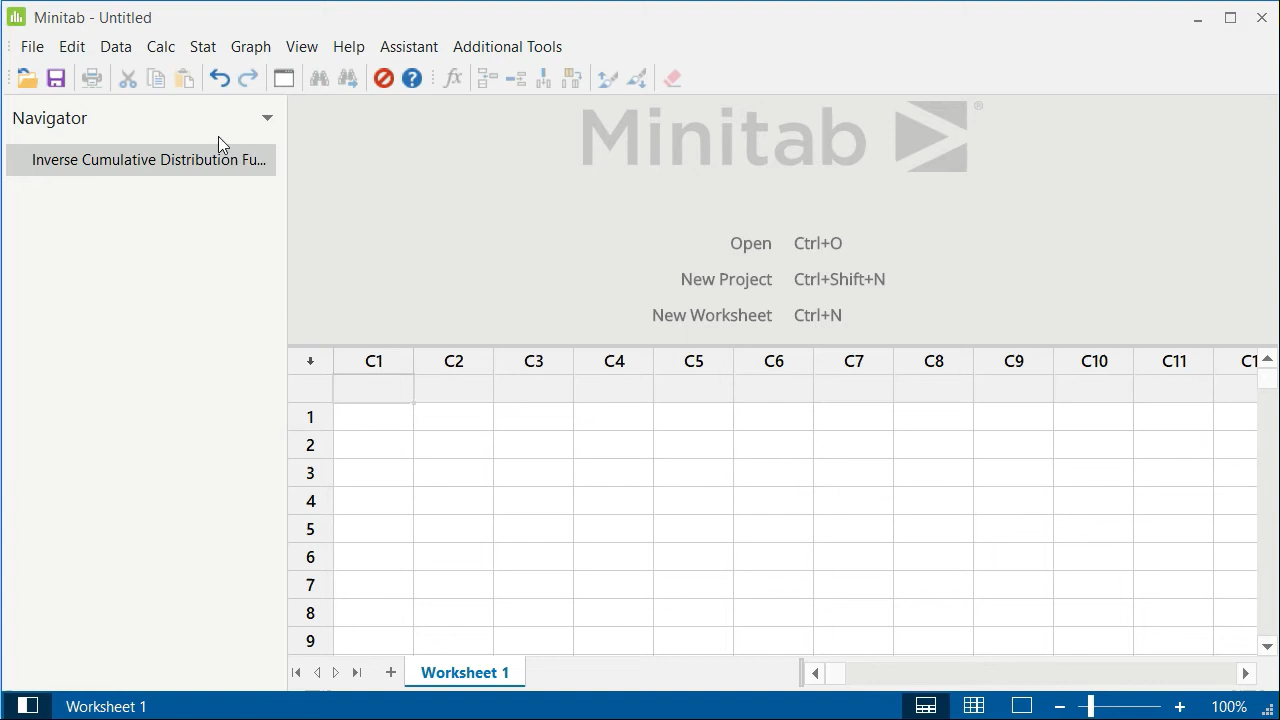 Minitab - Untitled
File Edit Data Calc Stat Graph View Help Assistant Additional Tools
fx
Navigator
Inverse Cumulative Distribution Fu...
Minitab ®
Open Ctrl+O
New Project Ctrl+Shift+N
New Worksheet Ctrl+N
C1 C2 C3 C4 C5 C6 C7 C8 C9 C10 C11 C1
1
2
3
4
5
6
7
8
9
+ Worksheet 1
Worksheet 1 − + 100%